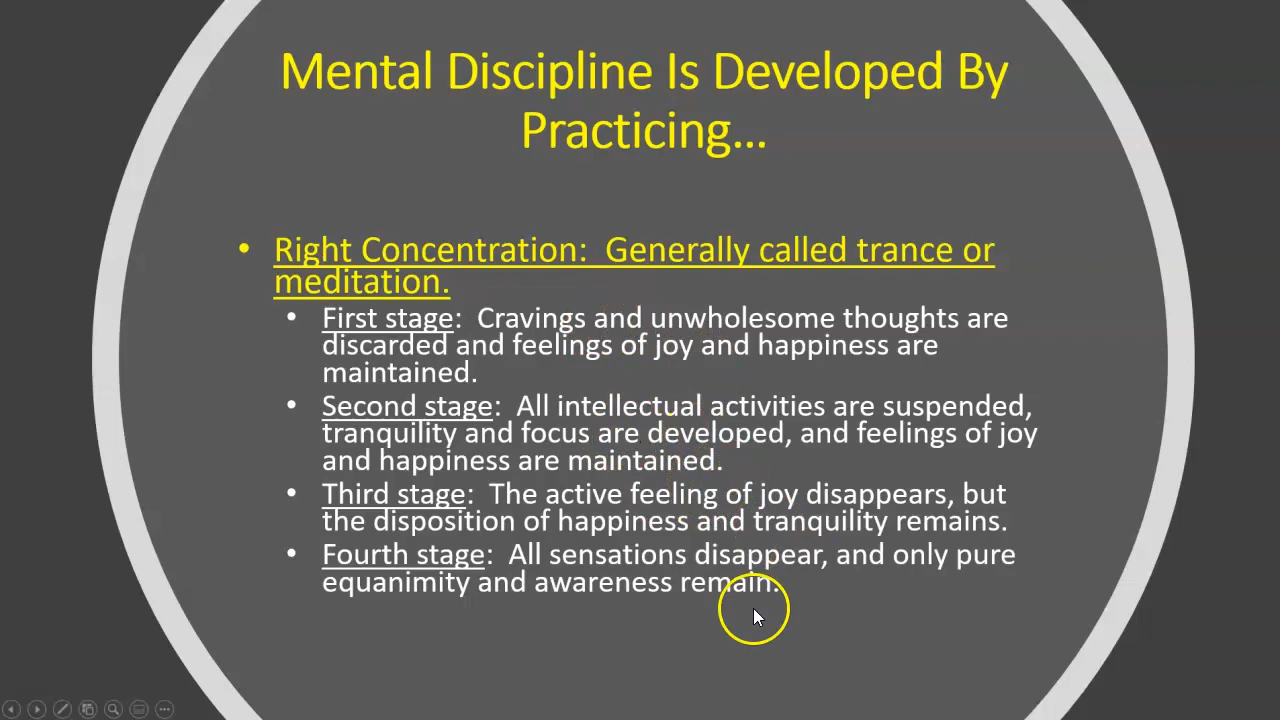 Mental Discipline Is Developed By
Practicing...
• Right Concentration:  Generally called trance or
meditation.
• First stage:  Cravings and unwholesome thoughts are
discarded and feelings of joy and happiness are
maintained.
• Second stage:  All intellectual activities are suspended,
tranquility and focus are developed, and feelings of joy
and happiness are maintained.
• Third stage:  The active feeling of joy disappears, but
the disposition of happiness and tranquility remains.
• Fourth stage:  All sensations disappear, and only pure
equanimity and awareness remain.